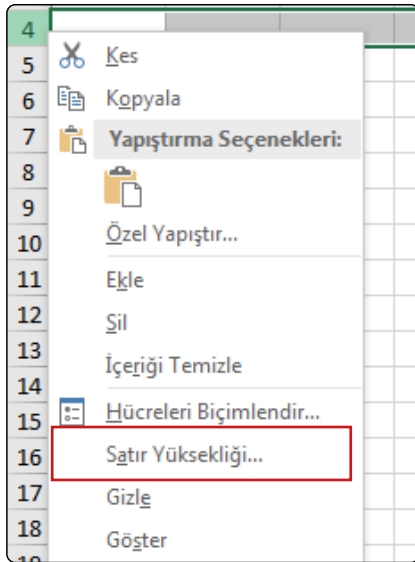 4
5 Kes
6 Kopyala
7 Yapıştırma Seçenekleri:
8
9
10 Özel Yapıştır...
11 Ekle
12 Sil
13 İçeriği Temizle
14
15 Hücreleri Biçimlendir...
16 Satır Yüksekliği...
17 Gizle
18 Göster
19